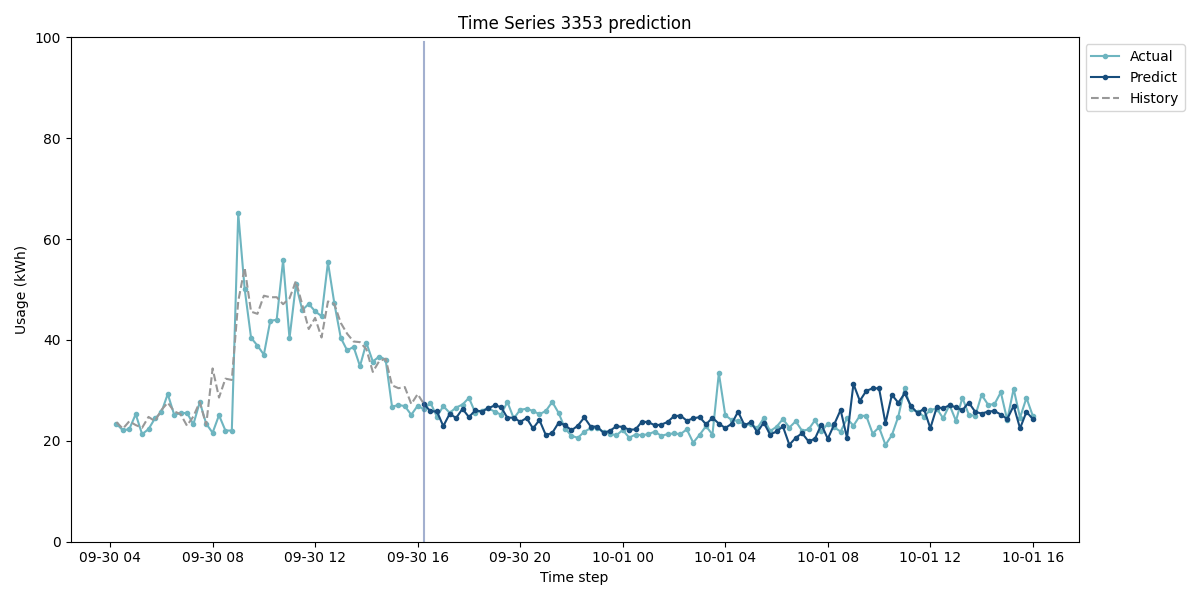 Time Series 3353 prediction
Actual
Predict
History
100
80
60
40
20
0
Usage (kWh)
09-30 04
09-30 08
09-30 12
09-30 16
09-30 20
10-01 00
10-01 04
10-01 08
10-01 12
10-01 16
Time step